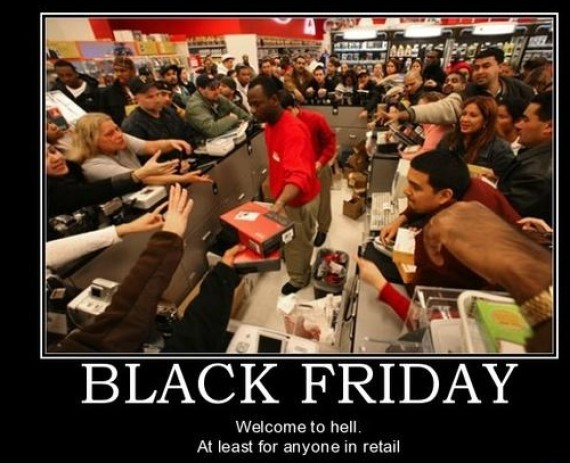 BLACK FRIDAY
Welcome to hell.
At least for anyone in retail